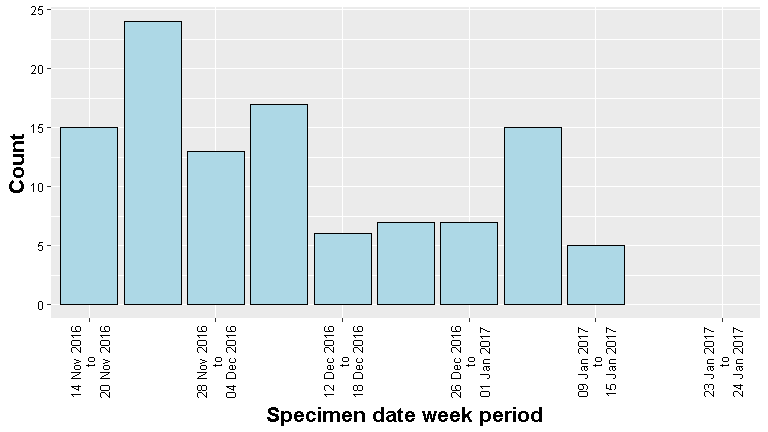 25
20
15
10
5
0
Count
14 Nov 2016
to
20 Nov 2016
28 Nov 2016
to
04 Dec 2016
12 Dec 2016
to
18 Dec 2016
26 Dec 2016
to
01 Jan 2017
09 Jan 2017
to
15 Jan 2017
23 Jan 2017
to
24 Jan 2017
Specimen date week period